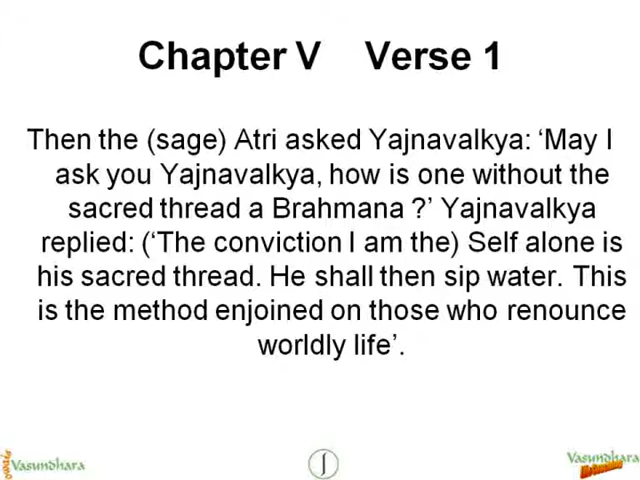 Chapter V Verse 1
Then the (sage) Atri asked Yajnavalkya: ‘May I
ask you Yajnavalkya, how is one without the
sacred thread a Brahmana ?’ Yajnavalkya
replied: (‘The conviction I am the) Self alone is
his sacred thread. He shall then sip water. This
is the method enjoined on those who renounce
worldly life’.
Vasundhara
Vasundhara